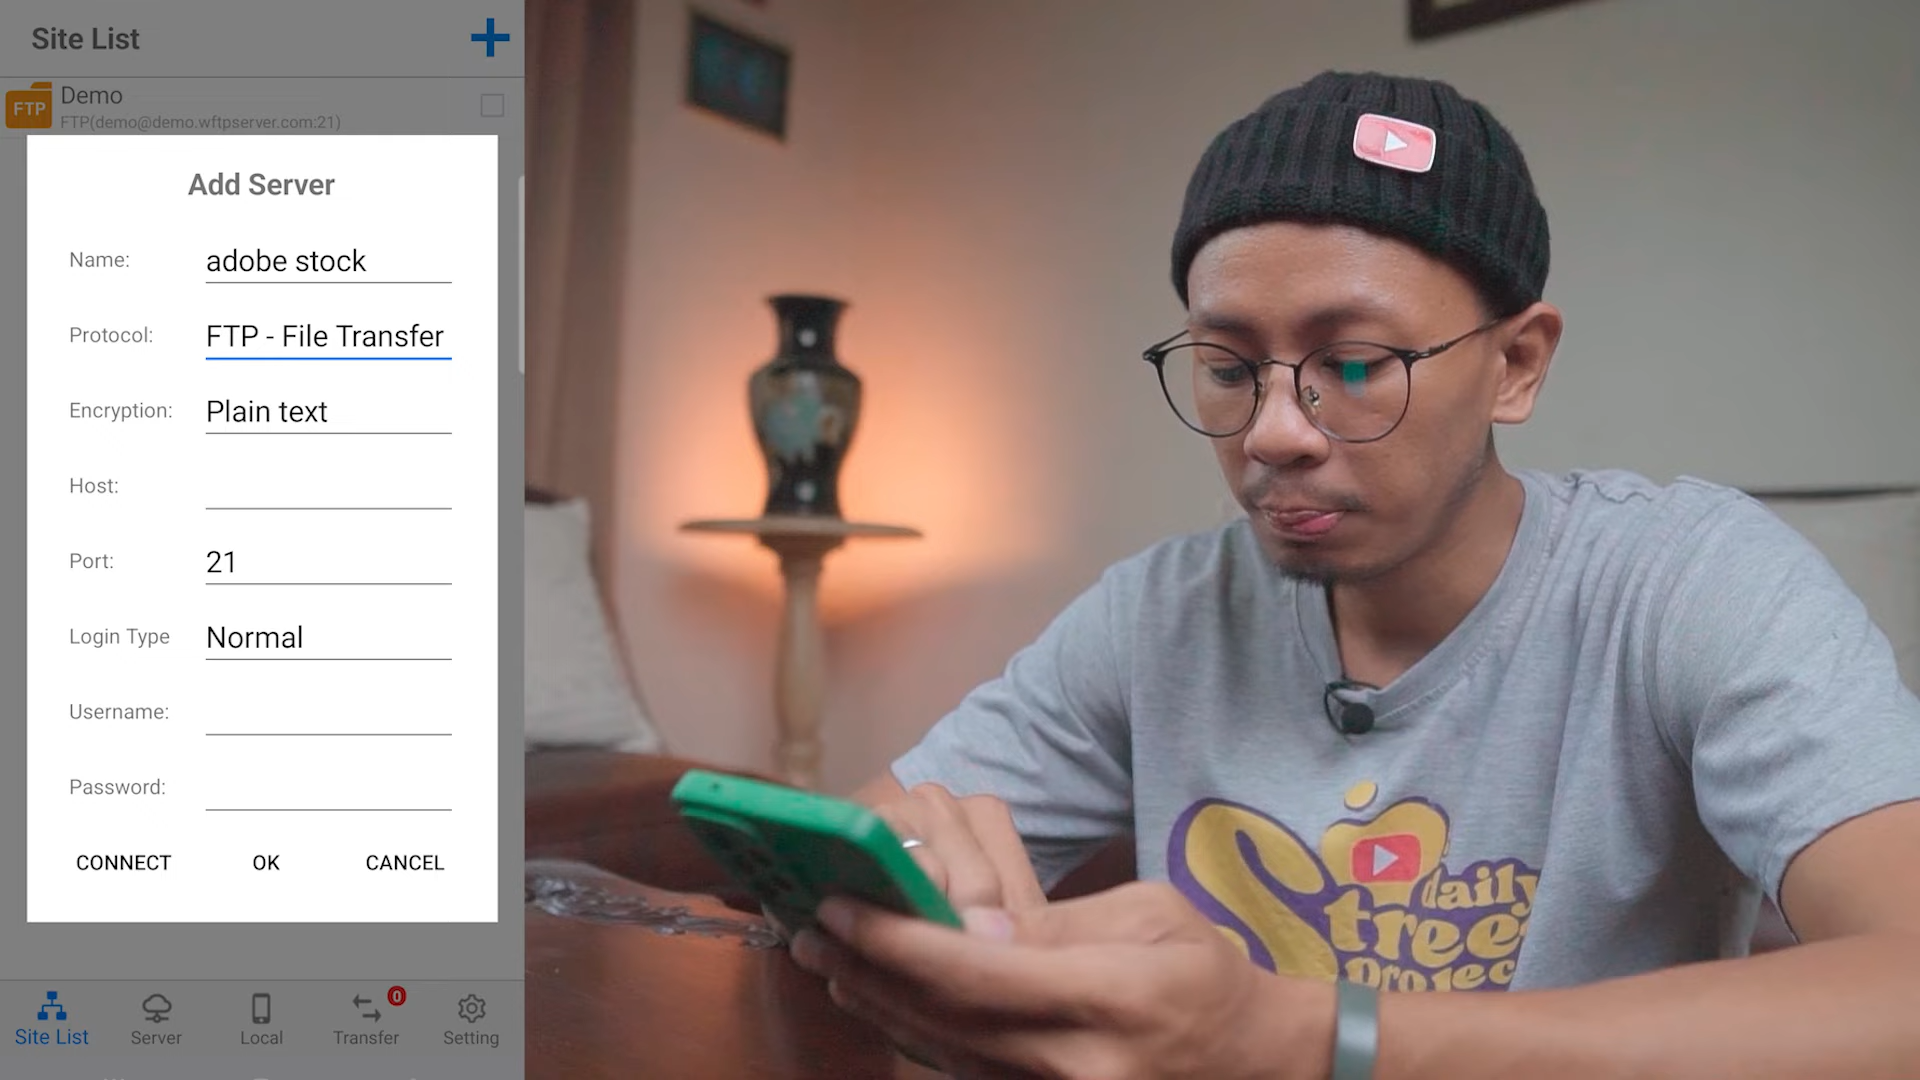 Site List
FTP
Demo
FTP(demo@demo.wftpserver.com:21)
Add Server
Name: adobe stock
Protocol: FTP - File Transfer
Encryption: Plain text
Host:
Port: 21
Login Type Normal
Username:
Password:
CONNECT OK CANCEL
Site List Server Local Transfer 0 Setting
daily
Stree
projec